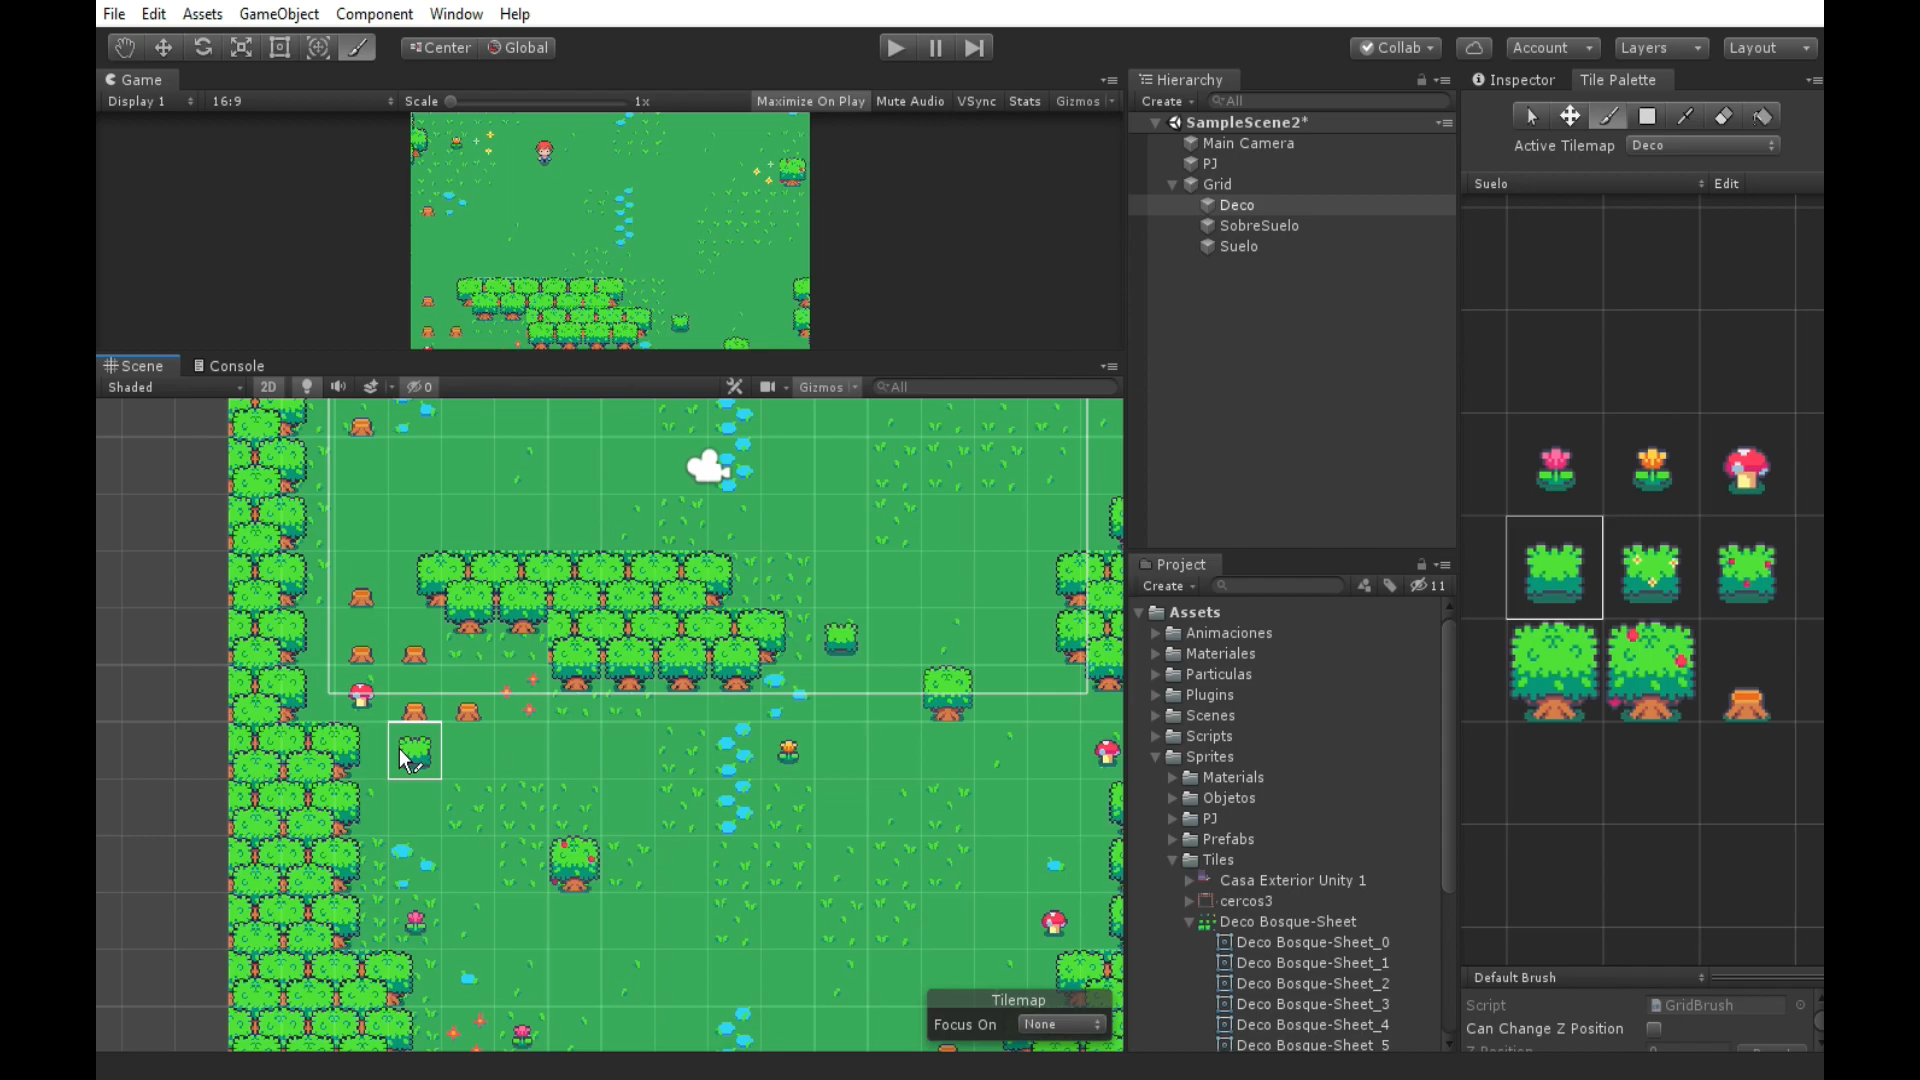 File Edit Assets GameObject Component Window Help
Center Global
Collab Account Layers Layout
Game
Display 1 16:9 Scale 1x Maximize On Play Mute Audio VSync Stats Gizmos
Hierarchy
Create All
SampleScene2*
Main Camera
PJ
Grid
Deco
SobreSuelo
Suelo
Inspector Tile Palette
Active Tilemap Deco
Suelo Edit
Scene Console
Shaded 2D 0 Gizmos All
Tilemap
Focus On None
Project
Create 11
Assets
Animaciones
Materiales
Particulas
Plugins
Scenes
Scripts
Sprites
Materials
Objetos
PJ
Prefabs
Tiles
Casa Exterior Unity 1
cercos3
Deco Bosque-Sheet
Deco Bosque-Sheet_0
Deco Bosque-Sheet_1
Deco Bosque-Sheet_2
Deco Bosque-Sheet_3
Deco Bosque-Sheet_4
Deco Bosque-Sheet_5
Default Brush
Script GridBrush
Can Change Z Position
Z Position